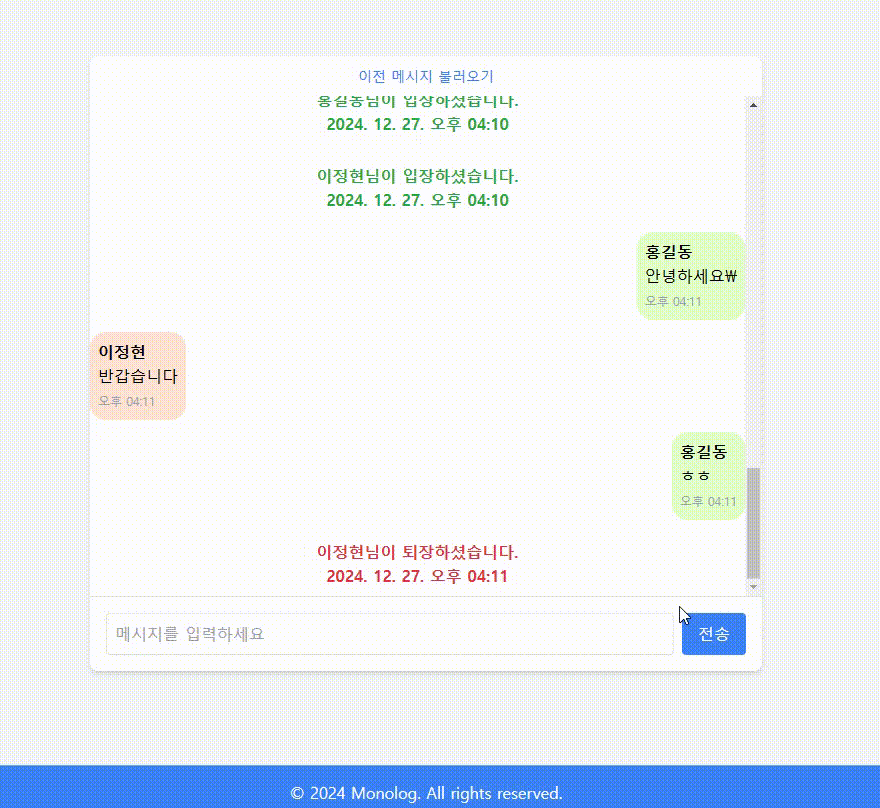 이전 메시지 불러오기
홍길동님이 입장하셨습니다.
2024. 12. 27. 오후 04:10
이정현님이 입장하셨습니다.
2024. 12. 27. 오후 04:10
홍길동
안녕하세요₩
오후 04:11
이정현
반갑습니다
오후 04:11
홍길동
ㅎㅎ
오후 04:11
이정현님이 퇴장하셨습니다.
2024. 12. 27. 오후 04:11
메시지를 입력하세요
전송
© 2024 Monolog. All rights reserved.